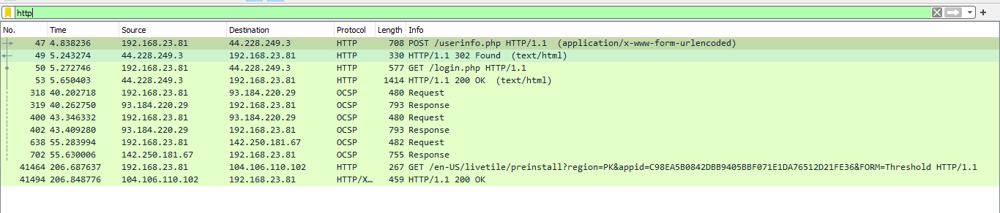 http
No. Time Source Destination Protocol Length Info
47 4.838236 192.168.23.81 44.228.249.3 HTTP 708 POST /userinfo.php HTTP/1.1  (application/x-www-form-urlencoded)
49 5.243274 44.228.249.3 192.168.23.81 HTTP 330 HTTP/1.1 302 Found  (text/html)
50 5.272746 192.168.23.81 44.228.249.3 HTTP 577 GET /login.php HTTP/1.1
53 5.650403 44.228.249.3 192.168.23.81 HTTP 1414 HTTP/1.1 200 OK  (text/html)
318 40.202718 192.168.23.81 93.184.220.29 OCSP 480 Request
319 40.262750 93.184.220.29 192.168.23.81 OCSP 793 Response
400 43.346332 192.168.23.81 93.184.220.29 OCSP 480 Request
402 43.409280 93.184.220.29 192.168.23.81 OCSP 793 Response
638 55.283994 192.168.23.81 142.250.181.67 OCSP 482 Request
702 55.630006 142.250.181.67 192.168.23.81 OCSP 755 Response
41464 206.687637 192.168.23.81 104.106.110.102 HTTP 267 GET /en-US/livetile/preinstall?region=PK&appid=C98EA5B0842DBB9405BBF071E1DA76512D21FE36&FORM=Threshold HTTP/1.1
41494 206.848776 104.106.110.102 192.168.23.81 HTTP/X… 459 HTTP/1.1 200 OK